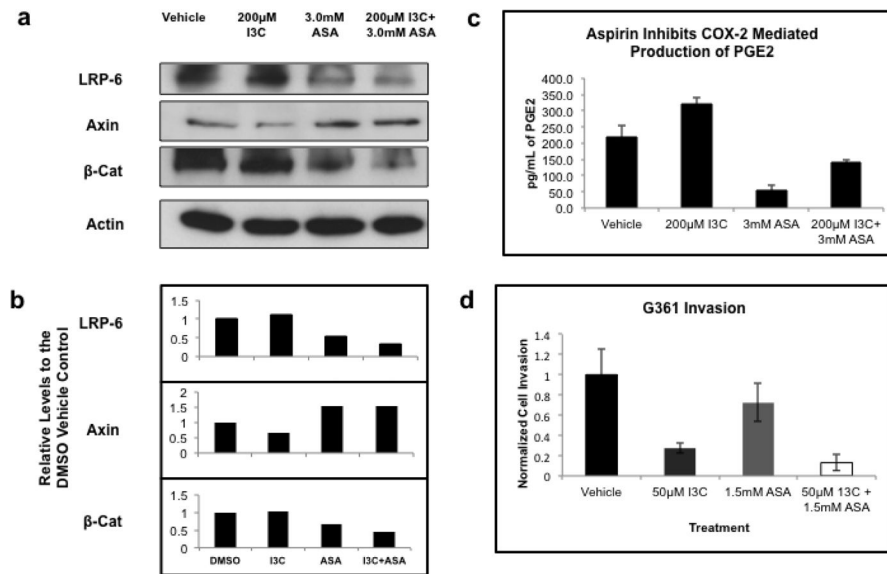 a
Vehicle 200µM I3C 3.0mM ASA 200µM I3C+ 3.0mM ASA
LRP-6
Axin
β-Cat
Actin
b
Relative Levels to the
DMSO Vehicle Control
LRP-6
1.5
1
0.5
0
Axin
2
1.5
1
0.5
0
β-Cat
1.5
1
0.5
0
DMSO I3C ASA I3C+ASA
c
Aspirin Inhibits COX-2 Mediated
Production of PGE2
pg/mL of PGE2
400.0
350.0
300.0
250.0
200.0
150.0
100.0
50.0
0.0
Vehicle 200µM I3C 3mM ASA 200µM I3C+
3mM ASA
d
G361 Invasion
Normalized Cell Invasion
1.4
1.2
1
0.8
0.6
0.4
0.2
0
Vehicle 50µM I3C 1.5mM ASA 50µM 13C +
1.5mM ASA
Treatment